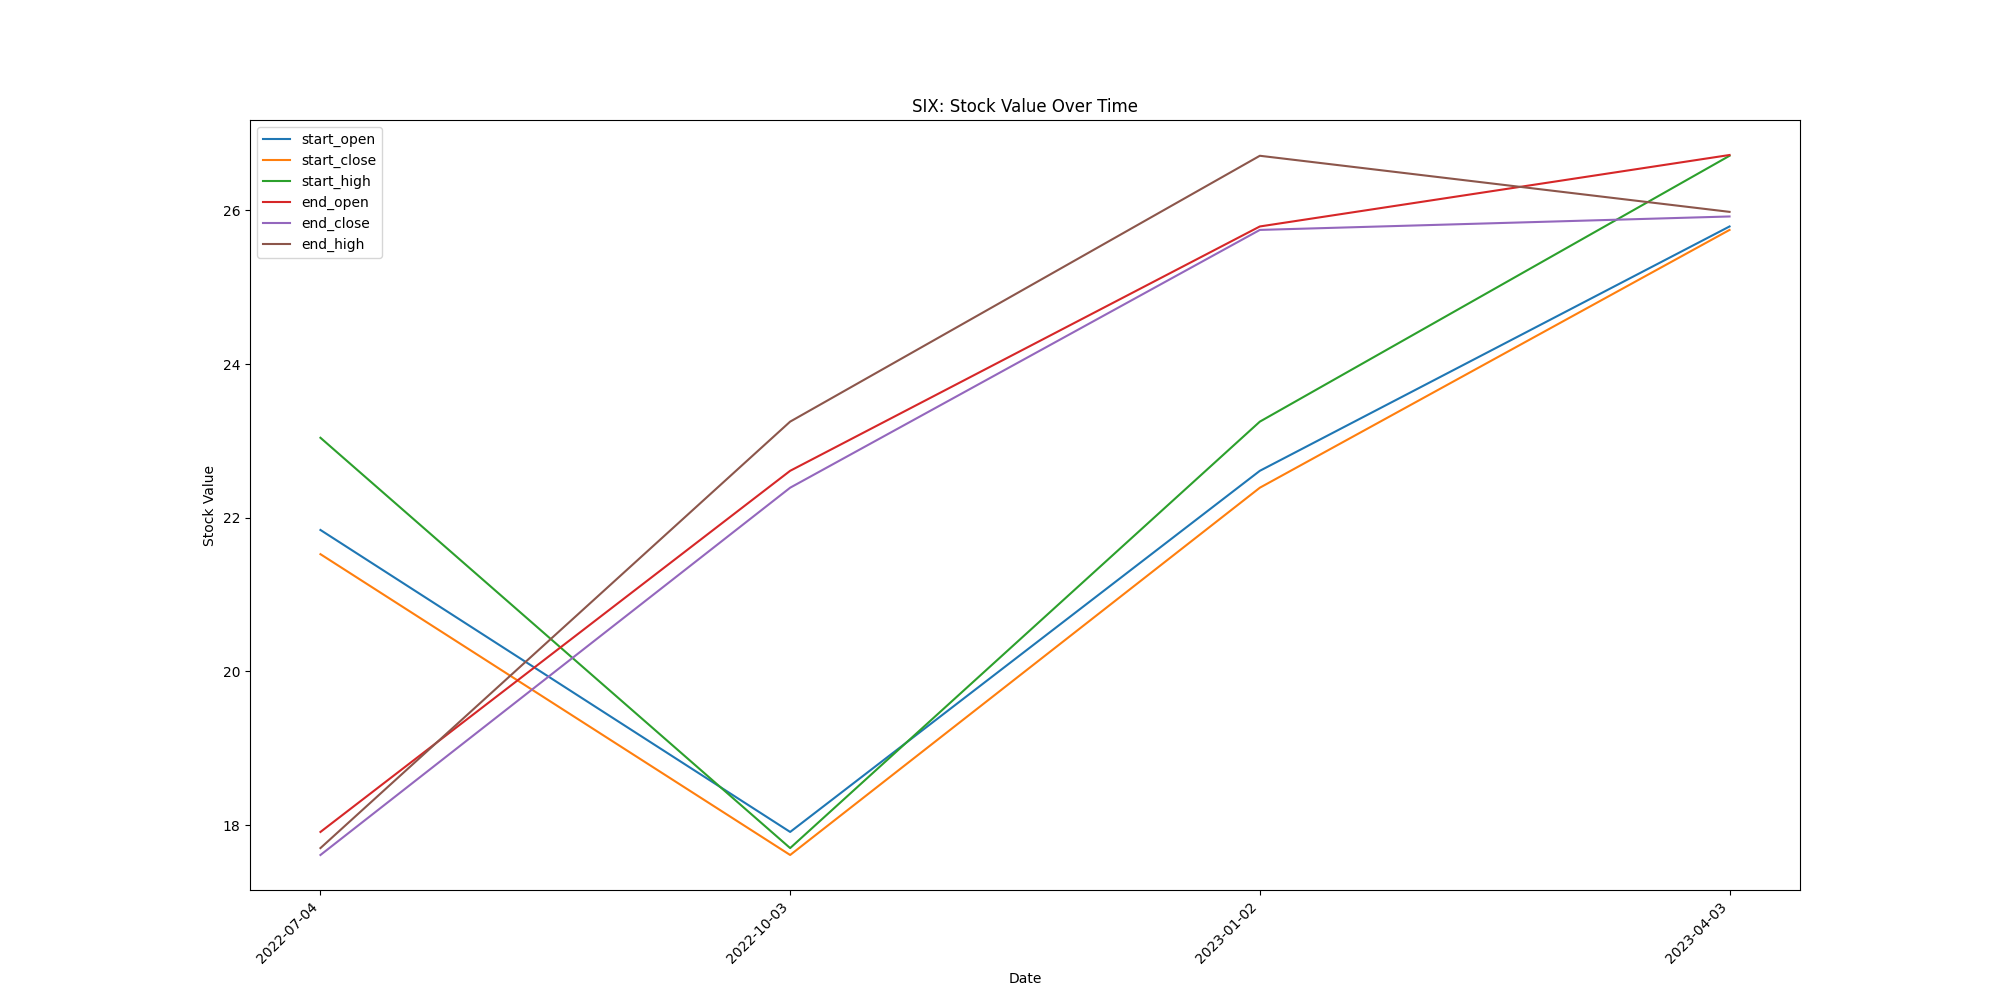 SIX: Stock Value Over Time
start_open
start_close
start_high
end_open
end_close
end_high
26
24
22
20
18
Stock Value
2022-07-04
2022-10-03
2023-01-02
2023-04-03
Date